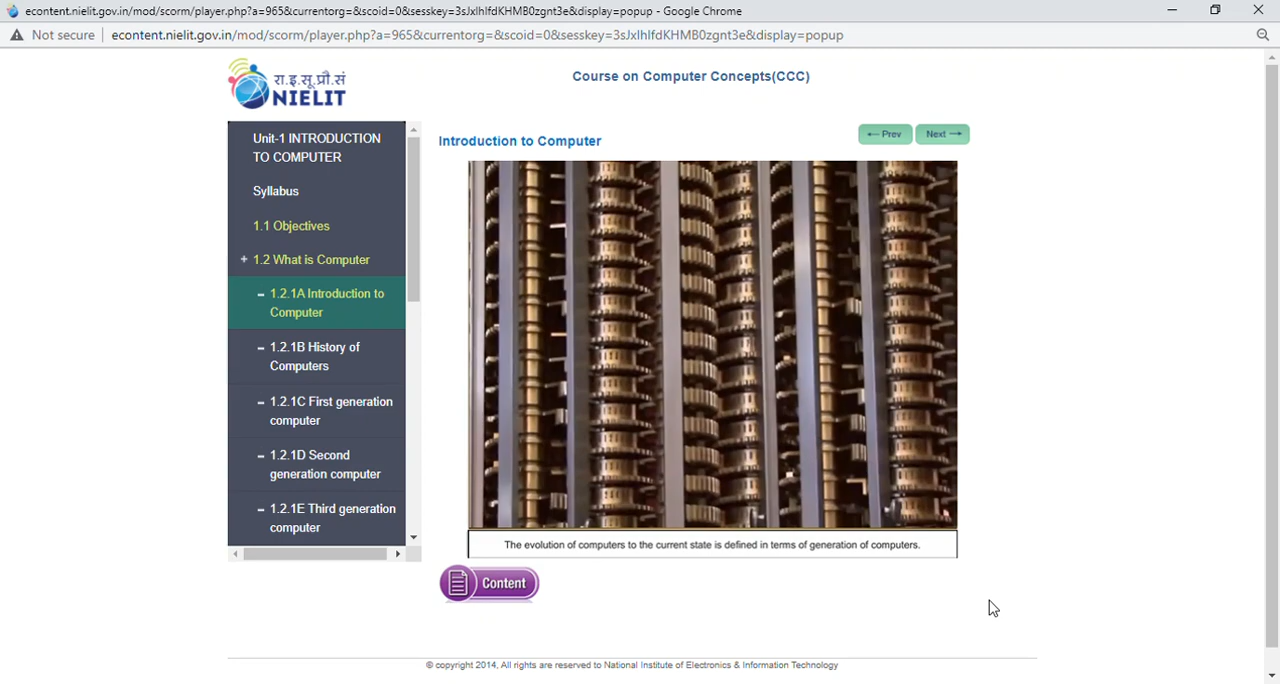 econtent.nielit.gov.in/mod/scorm/player.php?a=965&currentorg=&scoid=0&sesskey=3sJxlhIfdKHMB0zgnt3e&display=popup - Google Chrome
Not secure econtent.nielit.gov.in/mod/scorm/player.php?a=965&currentorg=&scoid=0&sesskey=3sJxlhIfdKHMB0zgnt3e&display=popup
रा.इ.सू.प्रौ.सं
NIELIT
Course on Computer Concepts(CCC)
Unit-1 INTRODUCTION
TO COMPUTER
Syllabus
1.1 Objectives
+ 1.2 What is Computer
– 1.2.1A Introduction to
Computer
– 1.2.1B History of
Computers
– 1.2.1C First generation
computer
– 1.2.1D Second
generation computer
– 1.2.1E Third generation
computer
Introduction to Computer
← Prev Next →
The evolution of computers to the current state is defined in terms of generation of computers.
Content
© copyright 2014, All rights are reserved to National Institute of Electronics & Information Technology